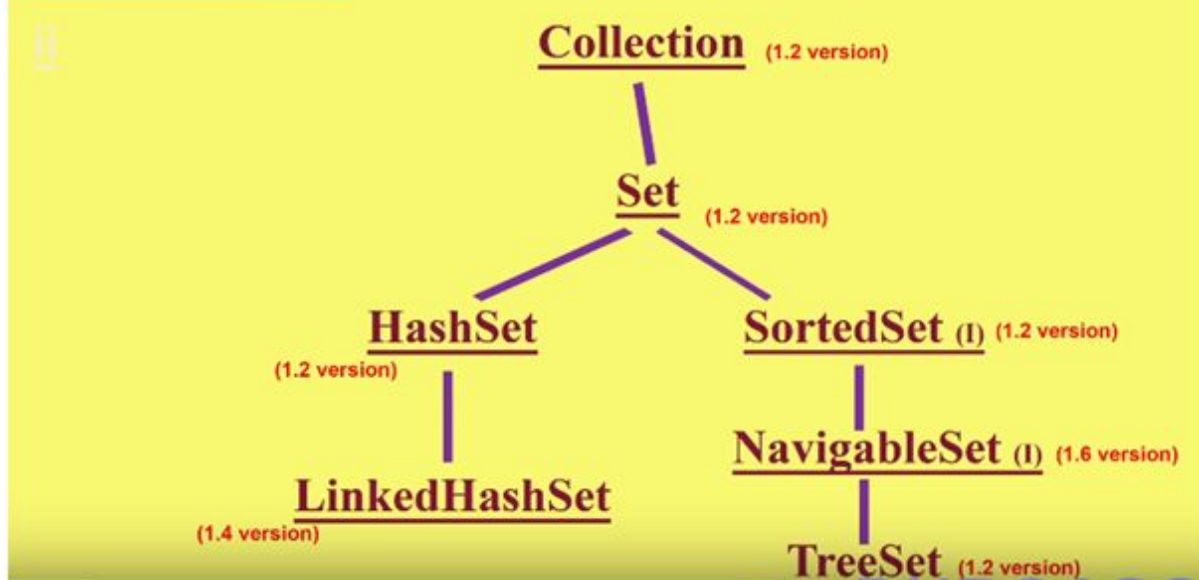 Collection (1.2 version)
Set
(1.2 version)
HashSet
(1.2 version)
SortedSet (I) (1.2 version)
NavigableSet (I) (1.6 version)
LinkedHashSet
(1.4 version)
TreeSet (1.2 version)